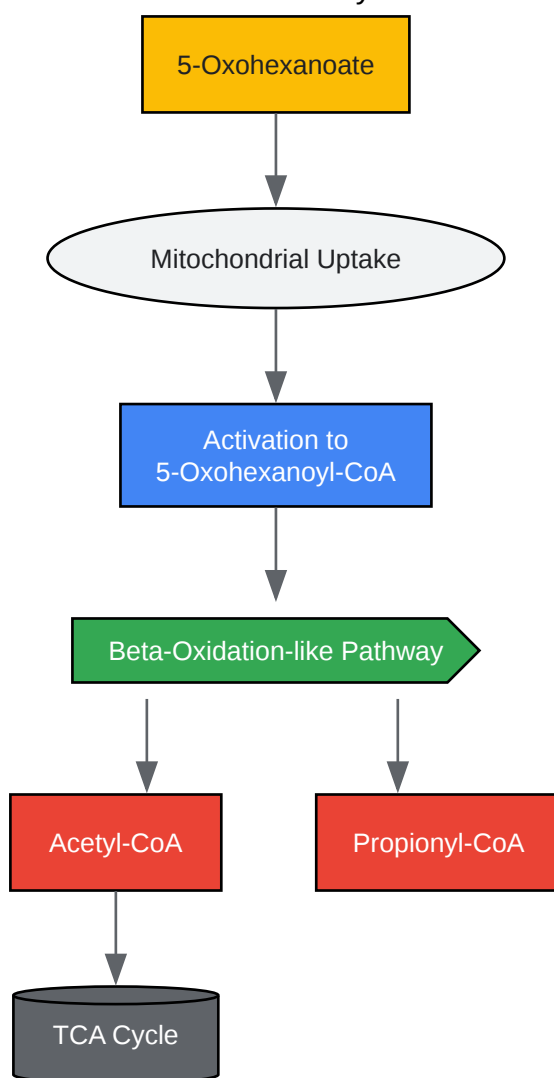 5-Oxohexanoate
Mitochondrial Uptake
Activation to
5-Oxohexanoyl-CoA
Beta-Oxidation-like Pathway
Acetyl-CoA
Propionyl-CoA
TCA Cycle